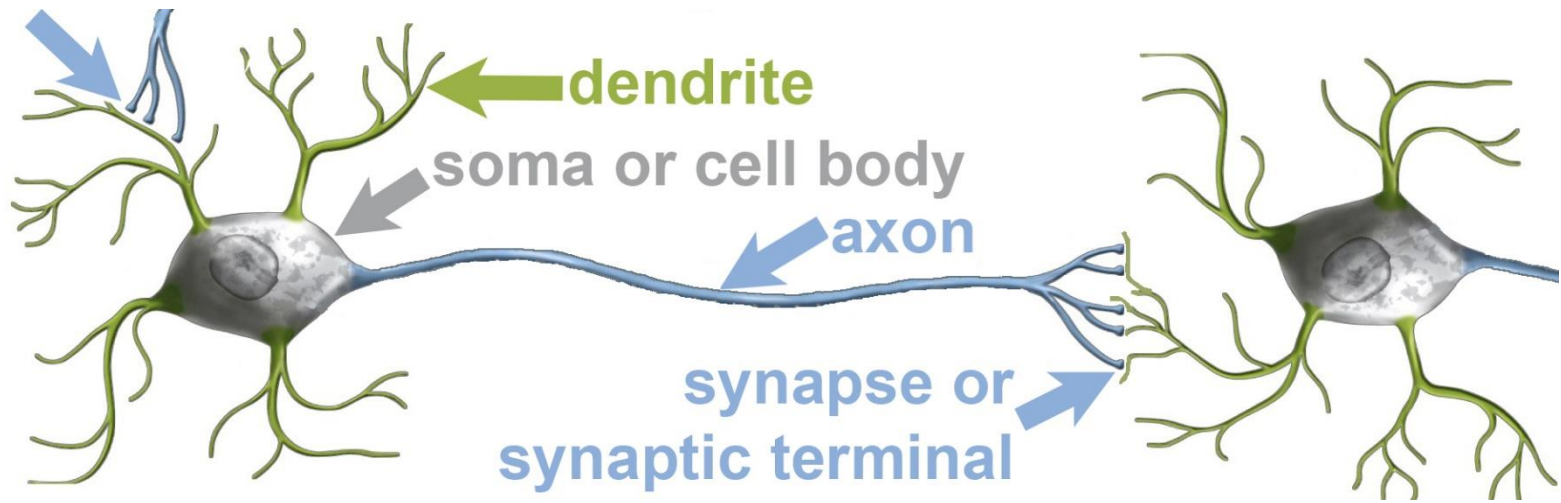 dendrite
soma or cell body
axon
synapse or
synaptic terminal